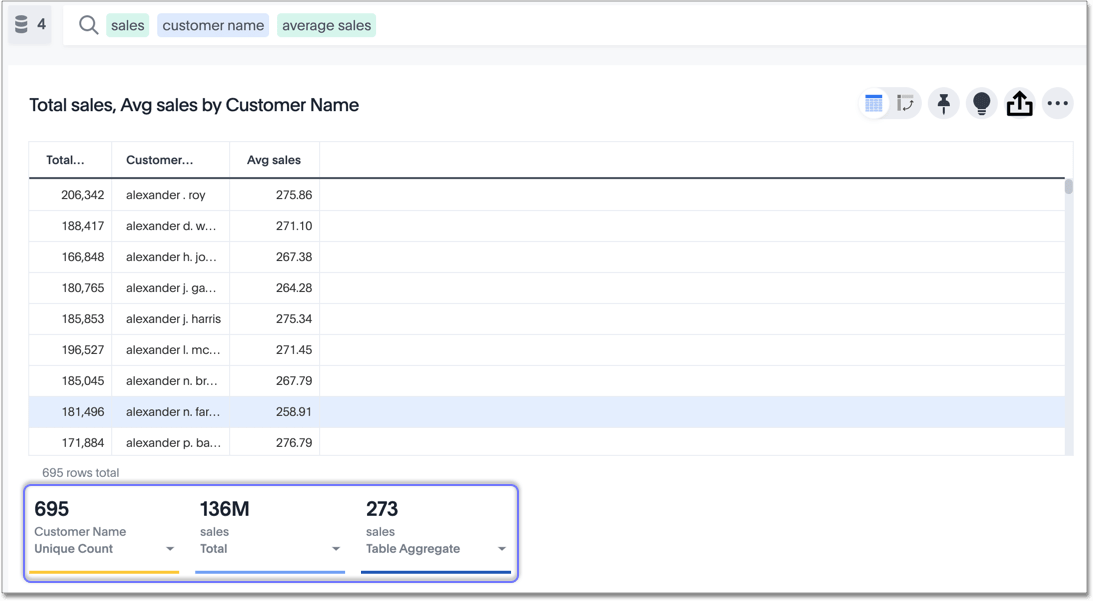 4 sales customer name average sales
Total sales, Avg sales by Customer Name
Total... Customer... Avg sales
206,342 alexander . roy 275.86
188,417 alexander d. w... 271.10
166,848 alexander h. jo... 267.38
180,765 alexander j. ga... 264.28
185,853 alexander j. harris 275.34
196,527 alexander l. mc... 271.45
185,045 alexander n. br... 267.79
181,496 alexander n. far... 258.91
171,884 alexander p. ba... 276.79
695 rows total
695 136M 273
Customer Name sales sales
Unique Count Total Table Aggregate